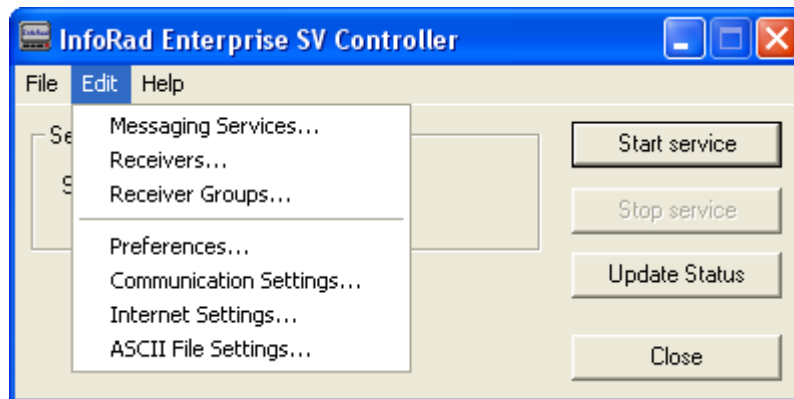 InfoRad Enterprise SV Controller
File Edit Help
Messaging Services...
Receivers...
Receiver Groups...
Preferences...
Communication Settings...
Internet Settings...
ASCII File Settings...
Start service
Stop service
Update Status
Close